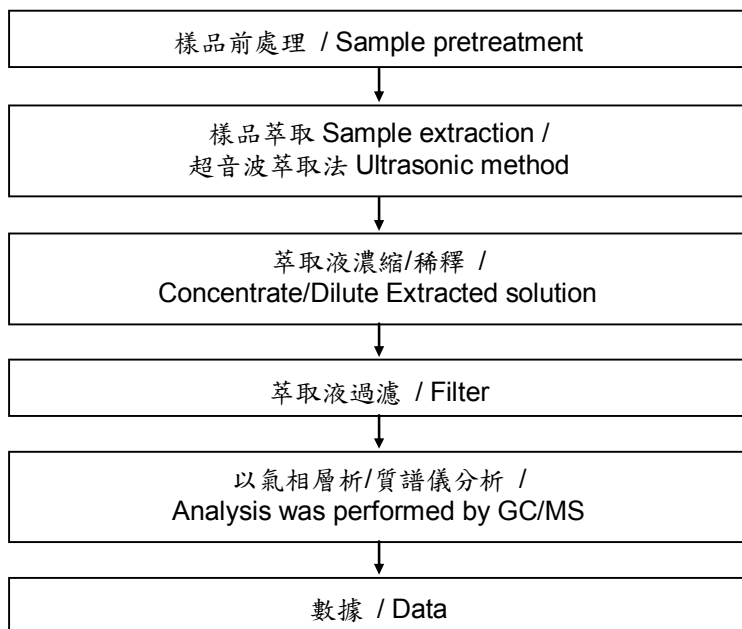 樣品前處理 / Sample pretreatment
樣品萃取 Sample extraction /
超音波萃取法 Ultrasonic method
萃取液濃縮/稀釋 /
Concentrate/Dilute Extracted solution
萃取液過濾 / Filter
以氣相層析/質譜儀分析 /
Analysis was performed by GC/MS
數據 / Data